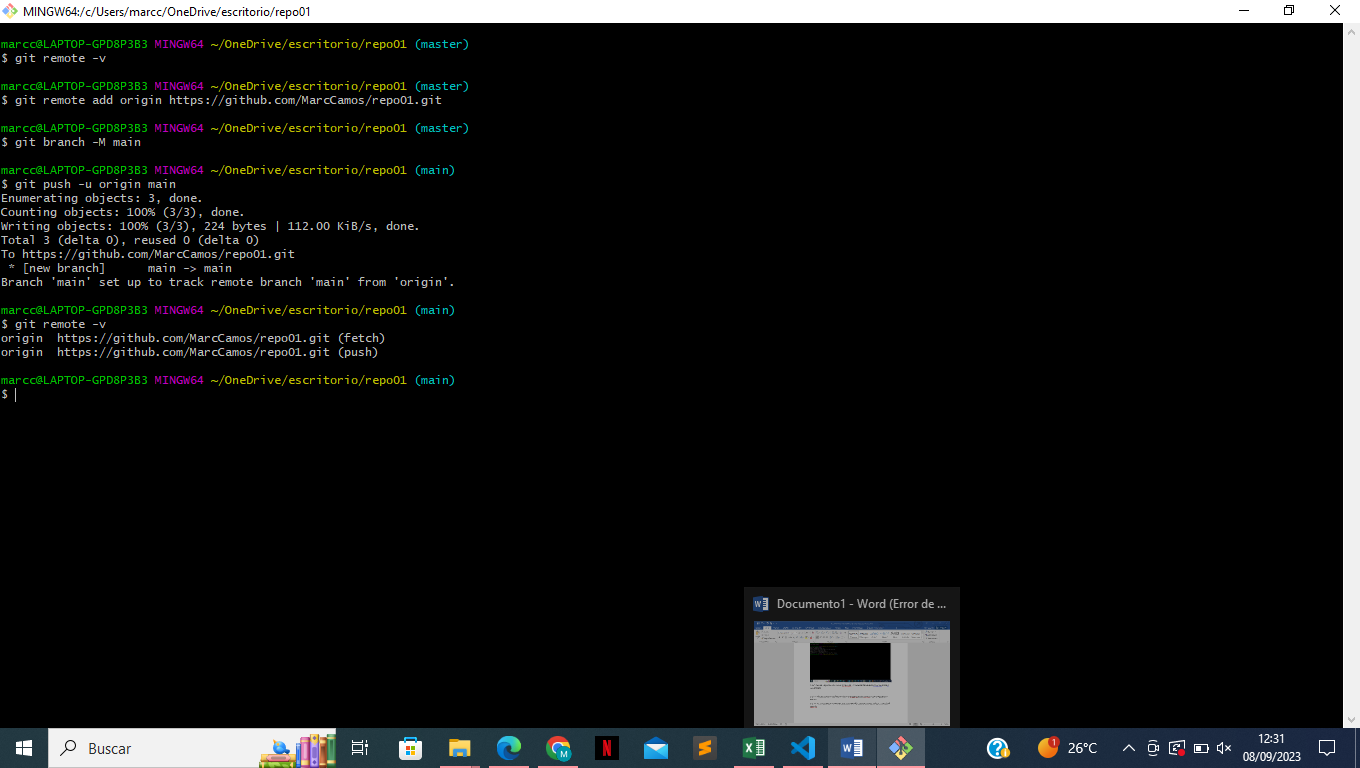 MINGW64:/c/Users/marcc/OneDrive/escritorio/repo01
marcc@LAPTOP-GPD8P3B3 MINGW64 ~/OneDrive/escritorio/repo01 (master)
$ git remote -v
marcc@LAPTOP-GPD8P3B3 MINGW64 ~/OneDrive/escritorio/repo01 (master)
$ git remote add origin https://github.com/MarcCamos/repo01.git
marcc@LAPTOP-GPD8P3B3 MINGW64 ~/OneDrive/escritorio/repo01 (master)
$ git branch -M main
marcc@LAPTOP-GPD8P3B3 MINGW64 ~/OneDrive/escritorio/repo01 (main)
$ git push -u origin main
Enumerating objects: 3, done.
Counting objects: 100% (3/3), done.
Writing objects: 100% (3/3), 224 bytes | 112.00 KiB/s, done.
Total 3 (delta 0), reused 0 (delta 0)
To https://github.com/MarcCamos/repo01.git
 * [new branch]      main -> main
Branch 'main' set up to track remote branch 'main' from 'origin'.
marcc@LAPTOP-GPD8P3B3 MINGW64 ~/OneDrive/escritorio/repo01 (main)
$ git remote -v
origin  https://github.com/MarcCamos/repo01.git (fetch)
origin  https://github.com/MarcCamos/repo01.git (push)
marcc@LAPTOP-GPD8P3B3 MINGW64 ~/OneDrive/escritorio/repo01 (main)
$
Documento1 - Word (Error de ...
Buscar
26°C
12:31
08/09/2023